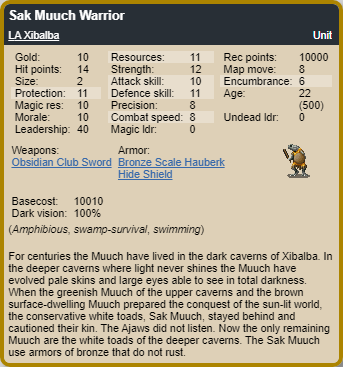 Sak Muuch Warrior
LA Xibalba Unit
Gold: 10 Resources: 11 Rec points: 10000
Hit points: 14 Strength: 12 Map move: 8
Size: 2 Attack skill: 10 Encumbrance: 6
Protection: 11 Defence skill: 11 Age: 22
Magic res: 10 Precision: 8 (500)
Morale: 10 Combat speed: 8 Undead ldr: 0
Leadership: 40 Magic ldr: 0
Weapons: Armor:
Obsidian Club Sword Bronze Scale Hauberk
Hide Shield
Basecost: 10010
Dark vision: 100%
(Amphibious, swamp-survival, swimming)
For centuries the Muuch have lived in the dark caverns of Xibalba. In
the deeper caverns where light never shines the Muuch have
evolved pale skins and large eyes able to see in total darkness.
When the greenish Muuch of the upper caverns and the brown
surface-dwelling Muuch prepared the conquest of the sun-lit world,
the conservative white toads, Sak Muuch, stayed behind and
cautioned their kin. The Ajaws did not listen. Now the only remaining
Muuch are the white toads of the deeper caverns. The Sak Muuch
use armors of bronze that do not rust.